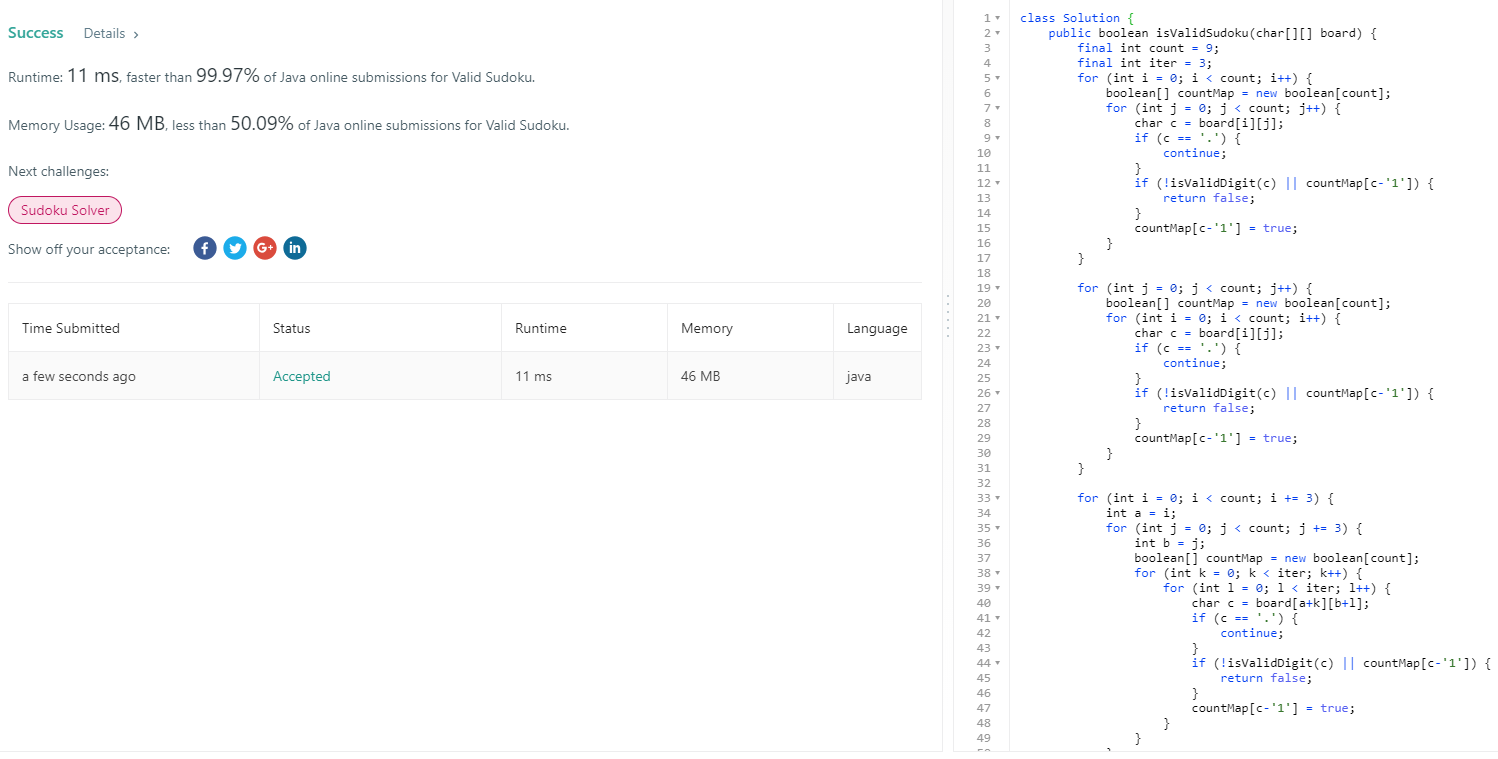 Success Details ›
Runtime: 11 ms, faster than 99.97% of Java online submissions for Valid Sudoku.
Memory Usage: 46 MB, less than 50.09% of Java online submissions for Valid Sudoku.
Next challenges:
Sudoku Solver
Show off your acceptance: f G+ in
Time Submitted Status Runtime Memory Language
a few seconds ago Accepted 11 ms 46 MB java
1 class Solution {
2     public boolean isValidSudoku(char[][] board) {
3         final int count = 9;
4         final int iter = 3;
5         for (int i = 0; i < count; i++) {
6             boolean[] countMap = new boolean[count];
7             for (int j = 0; j < count; j++) {
8                 char c = board[i][j];
9                 if (c == '.') {
10                     continue;
11                 }
12                 if (!isValidDigit(c) || countMap[c-'1']) {
13                     return false;
14                 }
15                 countMap[c-'1'] = true;
16             }
17         }
18
19         for (int j = 0; j < count; j++) {
20             boolean[] countMap = new boolean[count];
21             for (int i = 0; i < count; i++) {
22                 char c = board[i][j];
23                 if (c == '.') {
24                     continue;
25                 }
26                 if (!isValidDigit(c) || countMap[c-'1']) {
27                     return false;
28                 }
29                 countMap[c-'1'] = true;
30             }
31         }
32
33         for (int i = 0; i < count; i += 3) {
34             int a = i;
35             for (int j = 0; j < count; j += 3) {
36                 int b = j;
37                 boolean[] countMap = new boolean[count];
38                 for (int k = 0; k < iter; k++) {
39                     for (int l = 0; l < iter; l++) {
40                         char c = board[a+k][b+l];
41                         if (c == '.') {
42                             continue;
43                         }
44                         if (!isValidDigit(c) || countMap[c-'1']) {
45                             return false;
46                         }
47                         countMap[c-'1'] = true;
48                     }
49                 }